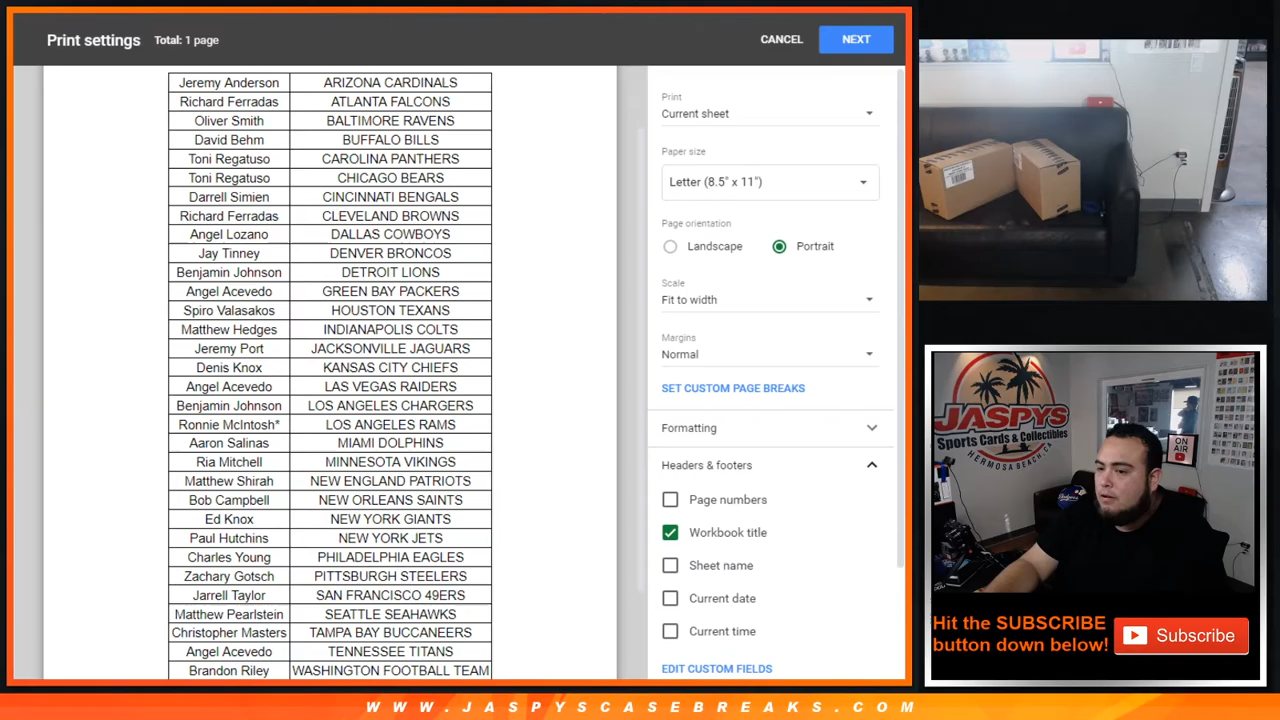 Print settings Total: 1 page CANCEL NEXT
Jeremy Anderson ARIZONA CARDINALS
Richard Ferradas ATLANTA FALCONS
Oliver Smith BALTIMORE RAVENS
David Behm BUFFALO BILLS
Toni Regatuso CAROLINA PANTHERS
Toni Regatuso CHICAGO BEARS
Darrell Simien CINCINNATI BENGALS
Richard Ferradas CLEVELAND BROWNS
Angel Lozano DALLAS COWBOYS
Jay Tinney DENVER BRONCOS
Benjamin Johnson DETROIT LIONS
Angel Acevedo GREEN BAY PACKERS
Spiro Valasakos HOUSTON TEXANS
Matthew Hedges INDIANAPOLIS COLTS
Jeremy Port JACKSONVILLE JAGUARS
Denis Knox KANSAS CITY CHIEFS
Angel Acevedo LAS VEGAS RAIDERS
Benjamin Johnson LOS ANGELES CHARGERS
Ronnie McIntosh* LOS ANGELES RAMS
Aaron Salinas MIAMI DOLPHINS
Ria Mitchell MINNESOTA VIKINGS
Matthew Shirah NEW ENGLAND PATRIOTS
Bob Campbell NEW ORLEANS SAINTS
Ed Knox NEW YORK GIANTS
Paul Hutchins NEW YORK JETS
Charles Young PHILADELPHIA EAGLES
Zachary Gotsch PITTSBURGH STEELERS
Jarrell Taylor SAN FRANCISCO 49ERS
Matthew Pearlstein SEATTLE SEAHAWKS
Christopher Masters TAMPA BAY BUCCANEERS
Angel Acevedo TENNESSEE TITANS
Brandon Riley WASHINGTON FOOTBALL TEAM
Print
Current sheet
Paper size
Letter (8.5" x 11")
Page orientation
Landscape Portrait
Scale
Fit to width
Margins
Normal
SET CUSTOM PAGE BREAKS
Formatting
Headers & footers
Page numbers
Workbook title
Sheet name
Current date
Current time
EDIT CUSTOM FIELDS
JASPYS
Sports Cards & Collectibles
HERMOSA BEACH, CA
ON
AIR
Hit the SUBSCRIBE
button down below!
Subscribe
WWW.JASPYSCASEBREAKS.COM